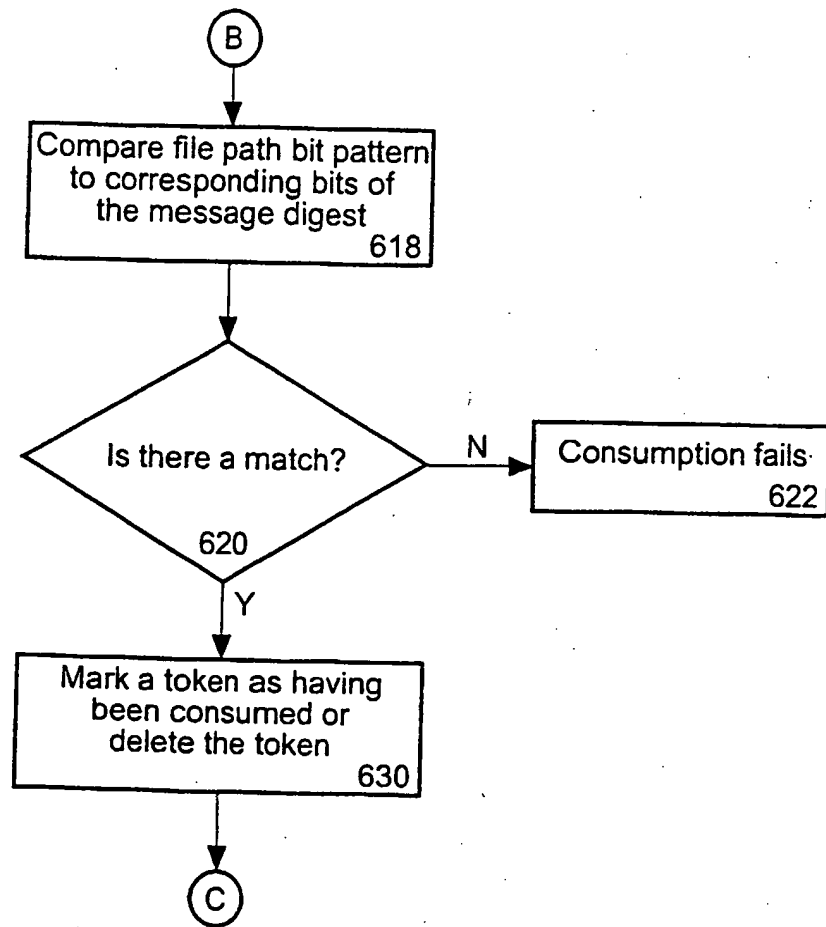 B
Compare file path bit pattern
to corresponding bits of
the message digest
618
Is there a match?
N
Consumption fails
622
620
Y
Mark a token as having
been consumed or
delete the token
630
C